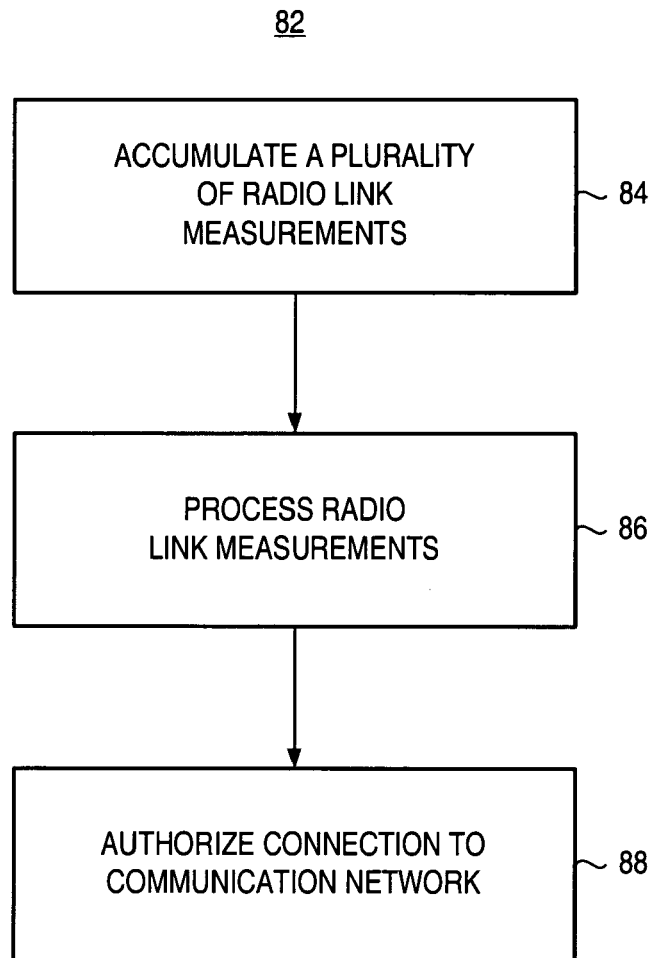 82
ACCUMULATE A PLURALITY
OF RADIO LINK
MEASUREMENTS
84
PROCESS RADIO
LINK MEASUREMENTS
86
AUTHORIZE CONNECTION TO
COMMUNICATION NETWORK
88